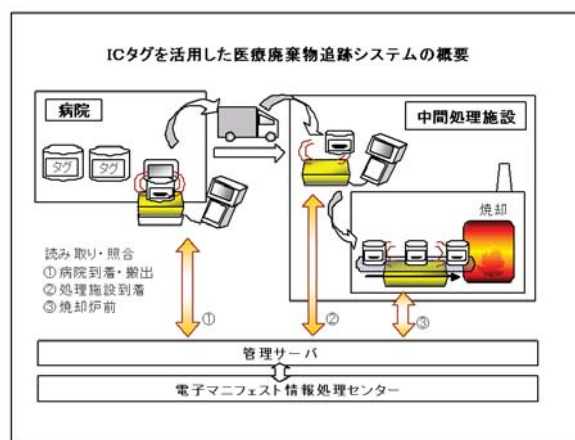 ICタグを活用した医療廃棄物追跡システムの概要
病院
中間処理施設
タグ
タグ
焼却
読み取り・照合
① 病院到着・搬出
② 処理施設到着
③ 焼却炉前
①
②
③
管理サーバ
電子マニフェスト情報処理センター